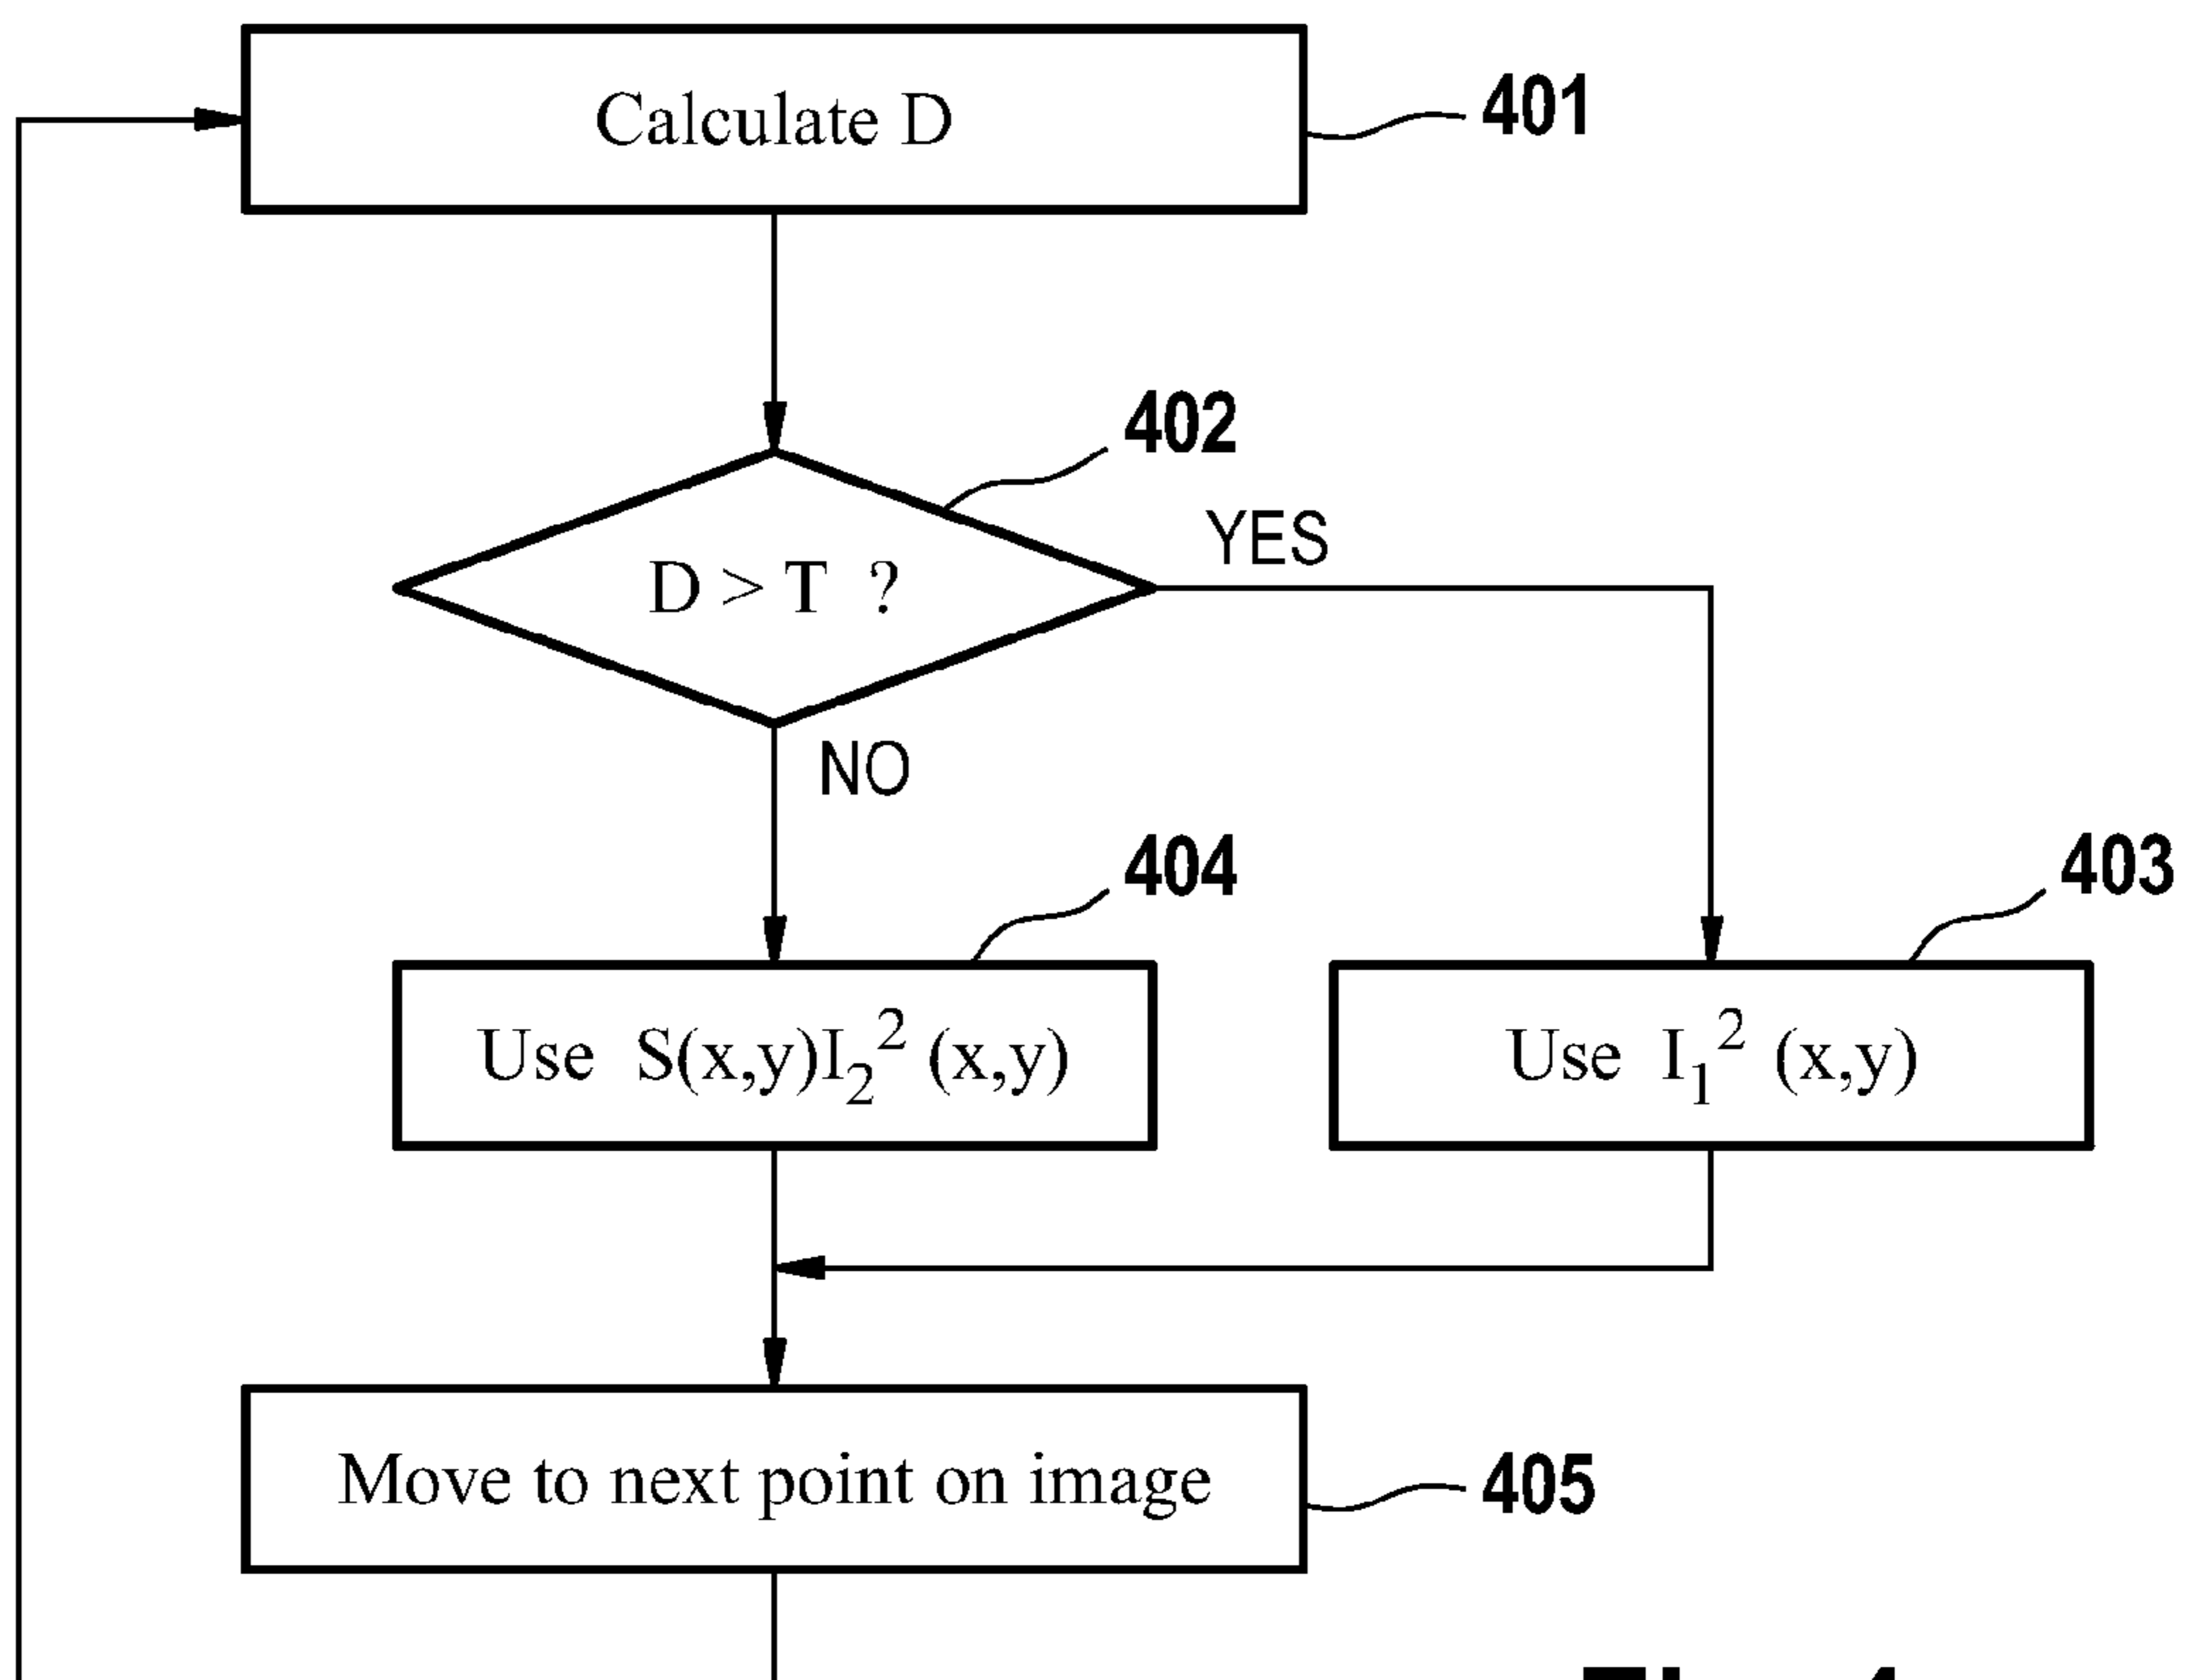 Calculate D
401
402
D > T ?
YES
NO
404
403
Use S(x,y)I₂² (x,y)
Use I₁² (x,y)
Move to next point on image
405